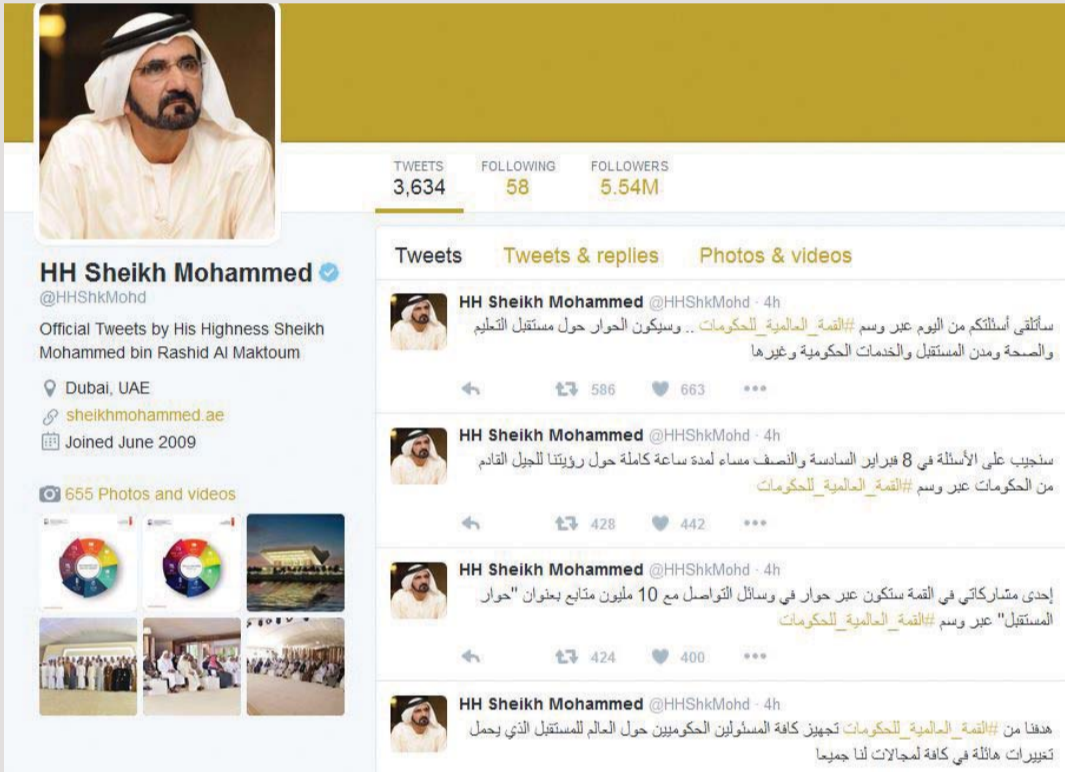 TWEETS FOLLOWING FOLLOWERS
3,634 58 5.54M
HH Sheikh Mohammed
@HHShkMohd
Official Tweets by His Highness Sheikh
Mohammed bin Rashid Al Maktoum
Dubai, UAE
sheikhmohammed.ae
Joined June 2009
655 Photos and videos
Tweets Tweets & replies Photos & videos
HH Sheikh Mohammed @HHShkMohd · 4h
سأتلقى أسئلتكم من اليوم عبر وسم #القمة_العالمية_للحكومات .. وسيكون الحوار حول مستقبل التعليم
والصحة ومدن المستقبل والخدمات الحكومية وغيرها
586 663
HH Sheikh Mohammed @HHShkMohd · 4h
سنجيب على الأسئلة في 8 فبراير السادسة والنصف مساء لمدة ساعة كاملة حول رؤيتنا للجيل القادم
من الحكومات عبر وسم #القمة_العالمية_للحكومات
428 442
HH Sheikh Mohammed @HHShkMohd · 4h
إحدى مشاركاتي في القمة ستكون عبر حوار في وسائل التواصل مع 10 مليون متابع بعنوان "حوار
المستقبل" عبر وسم #القمة_العالمية_للحكومات
424 400
HH Sheikh Mohammed @HHShkMohd · 4h
هدفنا من #القمة_العالمية_للحكومات تجهيز كافة المسئولين الحكوميين حول العالم للمستقبل الذي يحمل
تغييرات هائلة في كافة لمجالات لنا جميعا